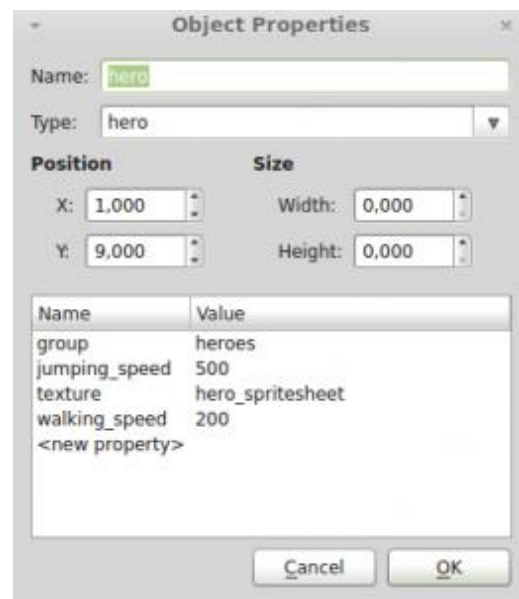 Object Properties
Name: hero
Type: hero
Position Size
X: 1,000 Width: 0,000
Y: 9,000 Height: 0,000
Name Value
group heroes
jumping_speed 500
texture hero_spritesheet
walking_speed 200
<new property>
Cancel OK